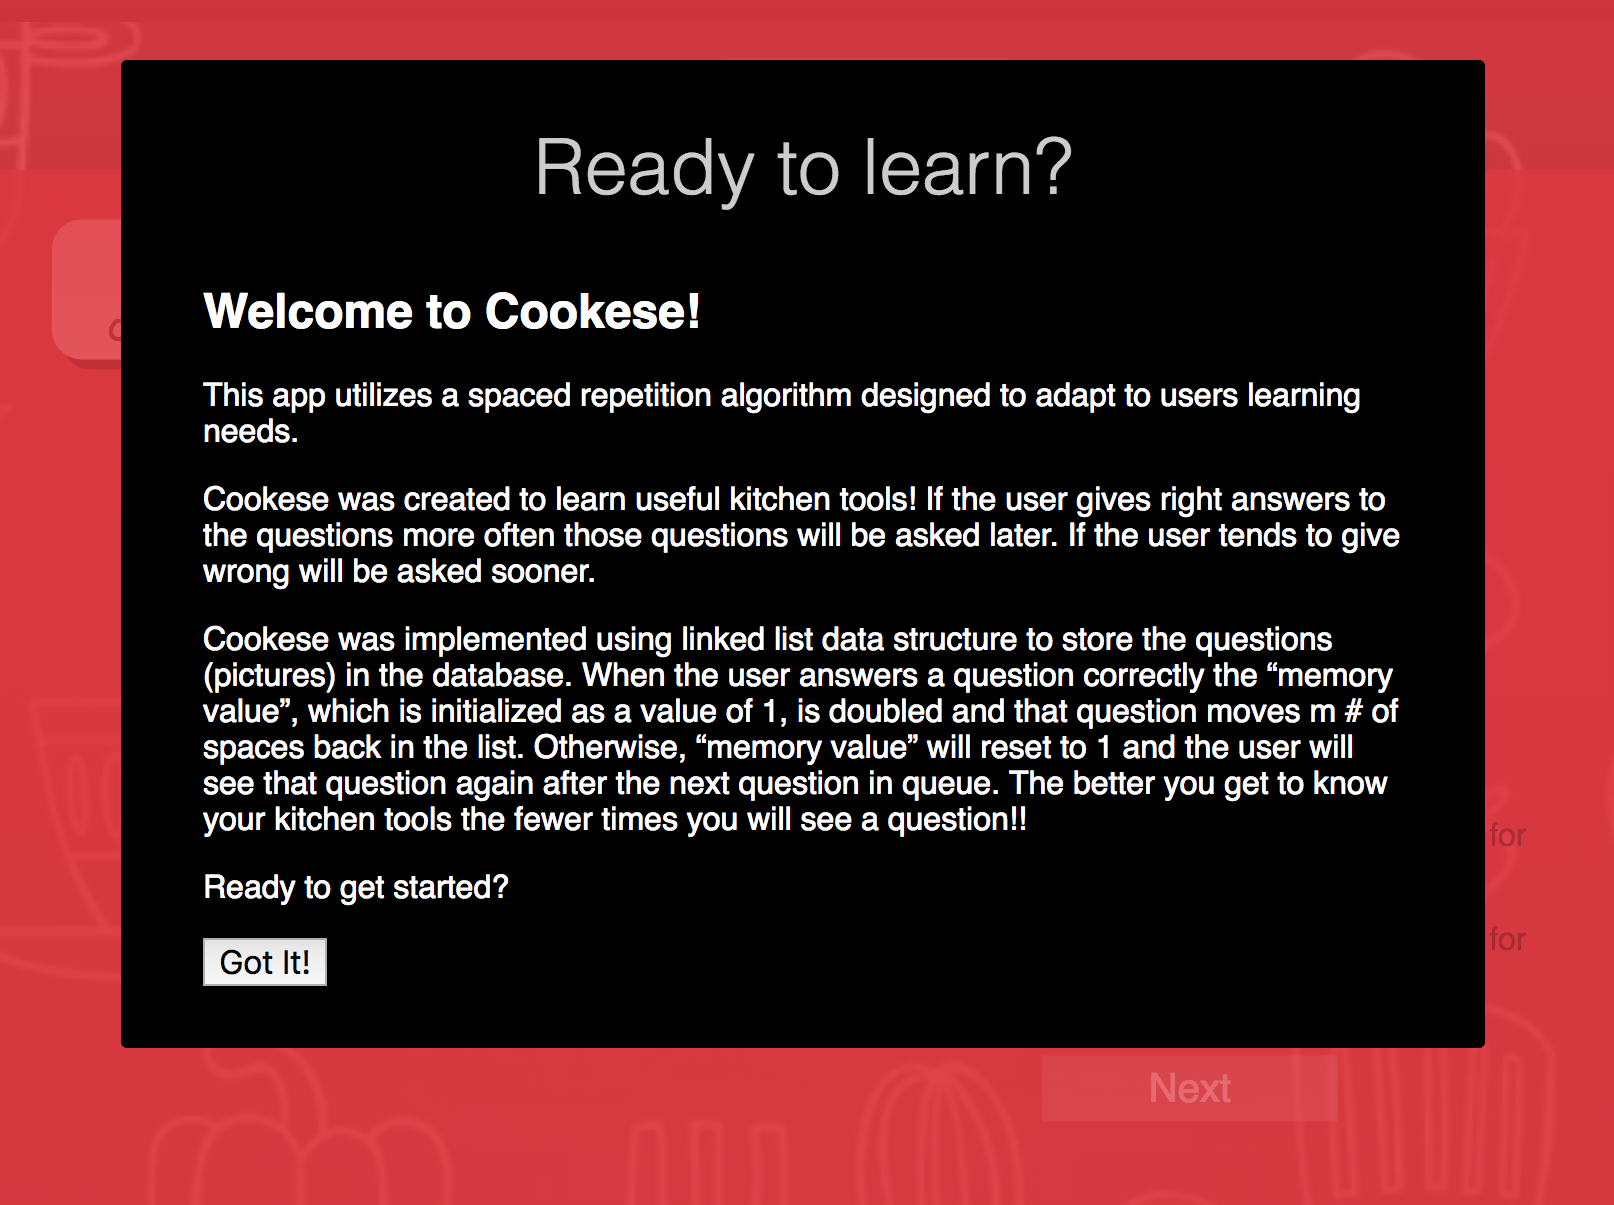 Ready to learn?
Welcome to Cookese!
This app utilizes a spaced repetition algorithm designed to adapt to users learning
needs.
Cookese was created to learn useful kitchen tools! If the user gives right answers to
the questions more often those questions will be asked later. If the user tends to give
wrong will be asked sooner.
Cookese was implemented using linked list data structure to store the questions
(pictures) in the database. When the user answers a question correctly the “memory
value”, which is initialized as a value of 1, is doubled and that question moves m # of
spaces back in the list. Otherwise, “memory value” will reset to 1 and the user will
see that question again after the next question in queue. The better you get to know
your kitchen tools the fewer times you will see a question!!
for
Ready to get started?
for
Got It!
Next